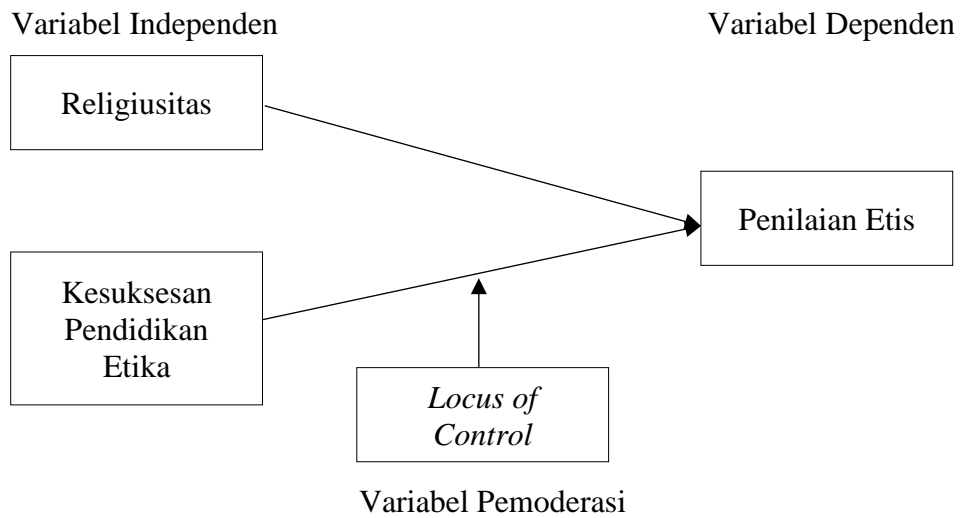 Variabel Independen
Variabel Dependen
Religiusitas
Penilaian Etis
Kesuksesan
Pendidikan
Etika
Locus of
Control
Variabel Pemoderasi